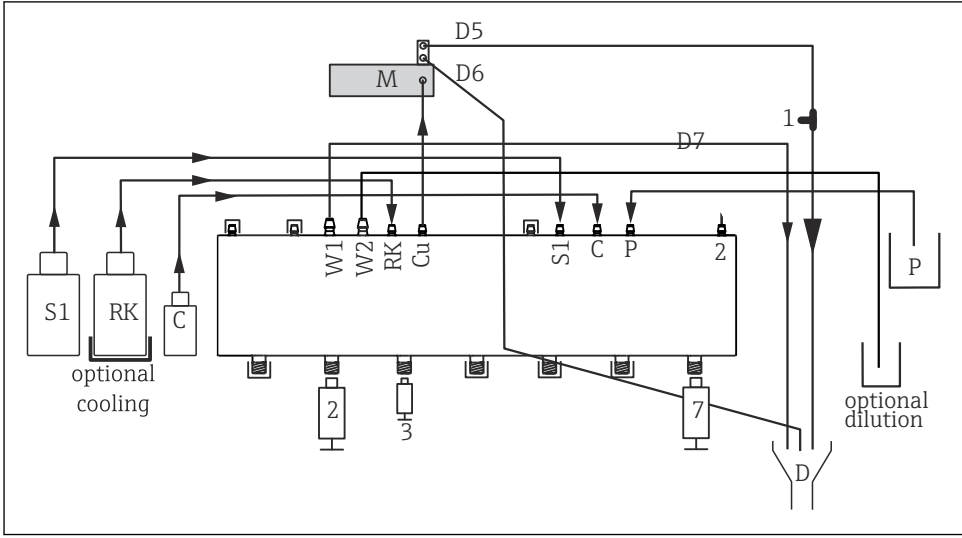 D5
M
D6
1
D7
W1
W2
RK
Cu
S1
C
P
2
P
S1
RK
C
optional
cooling
2
3
7
optional
dilution
D